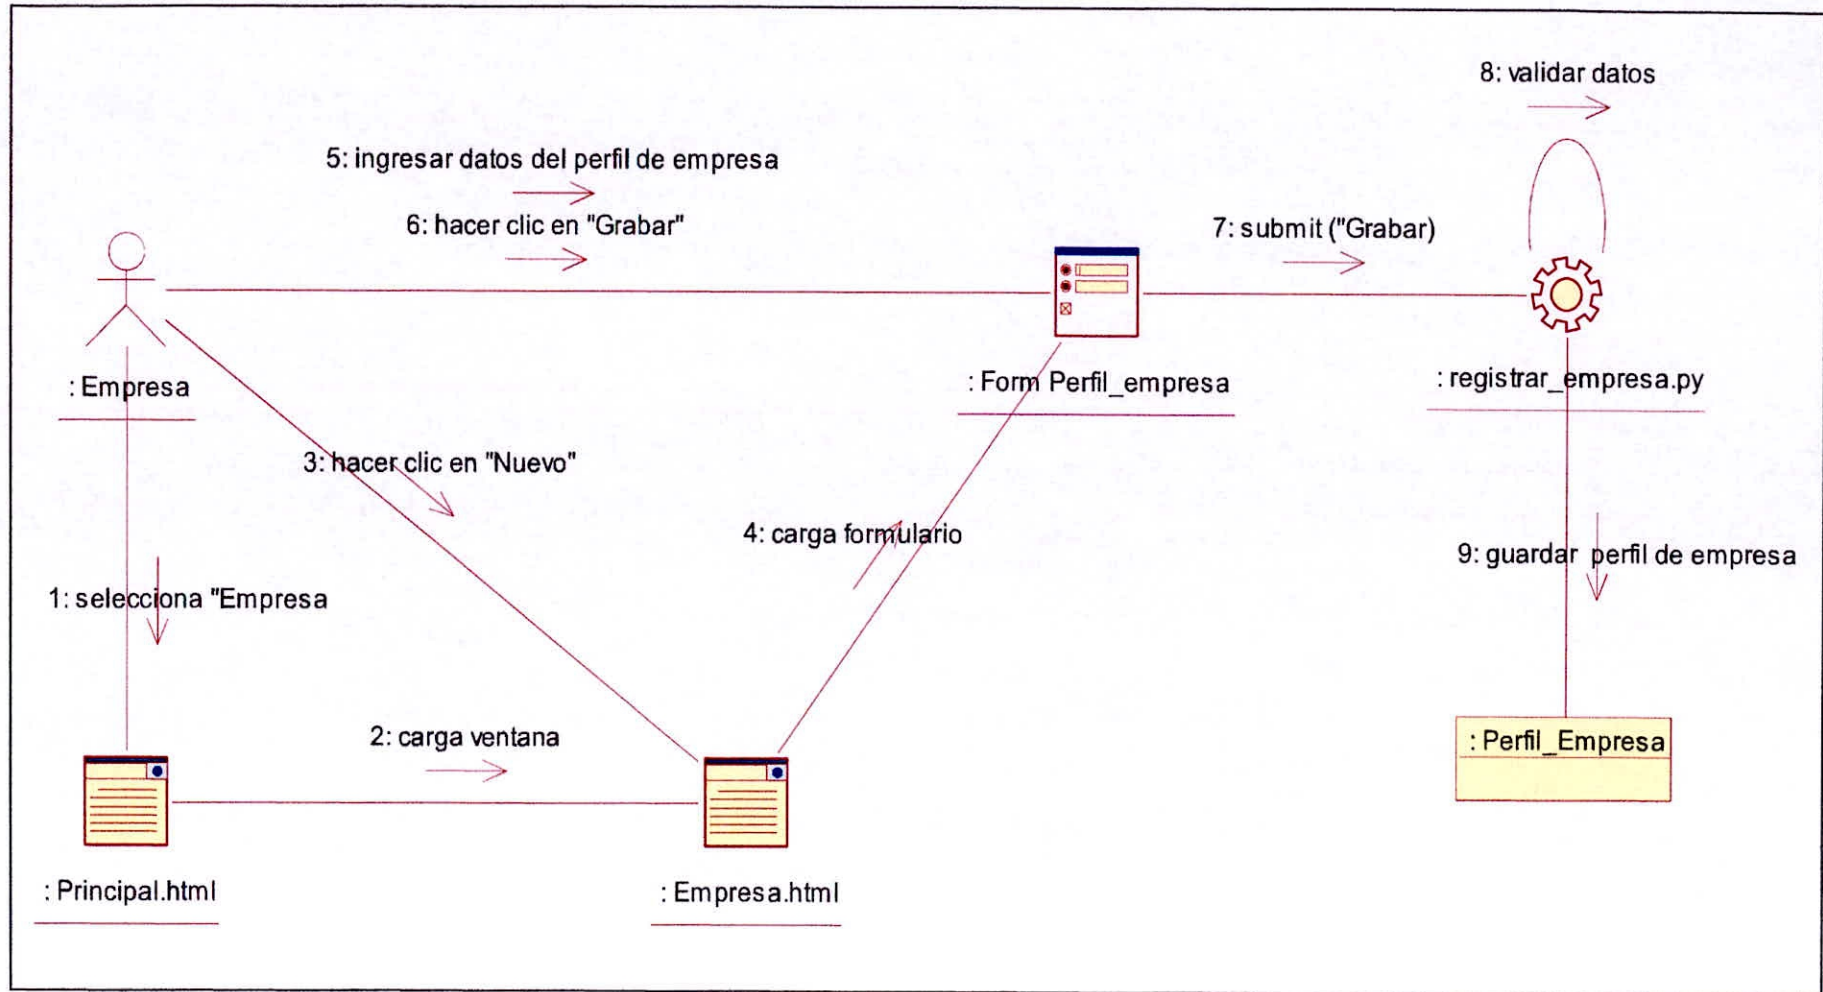 8: validar datos
5: ingresar datos del perfil de empresa
6: hacer clic en "Grabar"
7: submit ("Grabar)
: Empresa
: Form Perfil_empresa
: registrar_empresa.py
3: hacer clic en "Nuevo"
4: carga formulario
9: guardar perfil de empresa
1: selecciona "Empresa
2: carga ventana
: Perfil_Empresa
: Principal.html
: Empresa.html